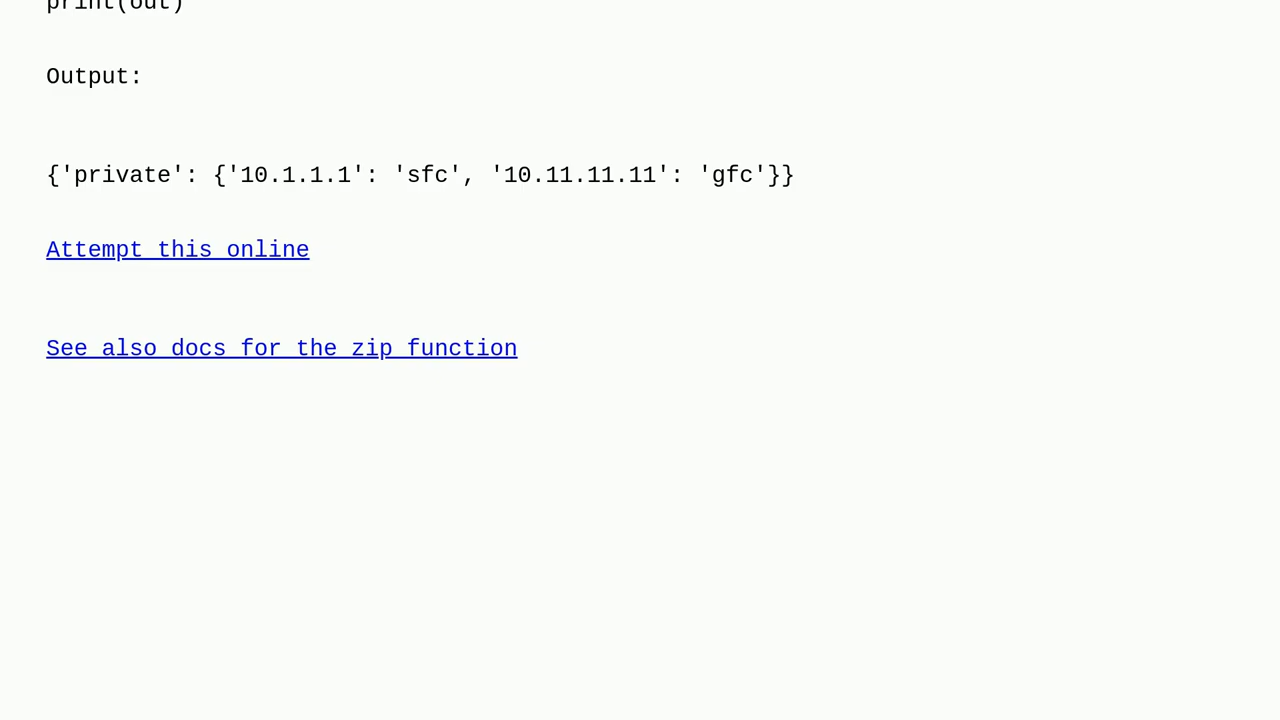 print(out)
Output:
{'private': {'10.1.1.1': 'sfc', '10.11.11.11': 'gfc'}}
Attempt this online
See also docs for the zip function